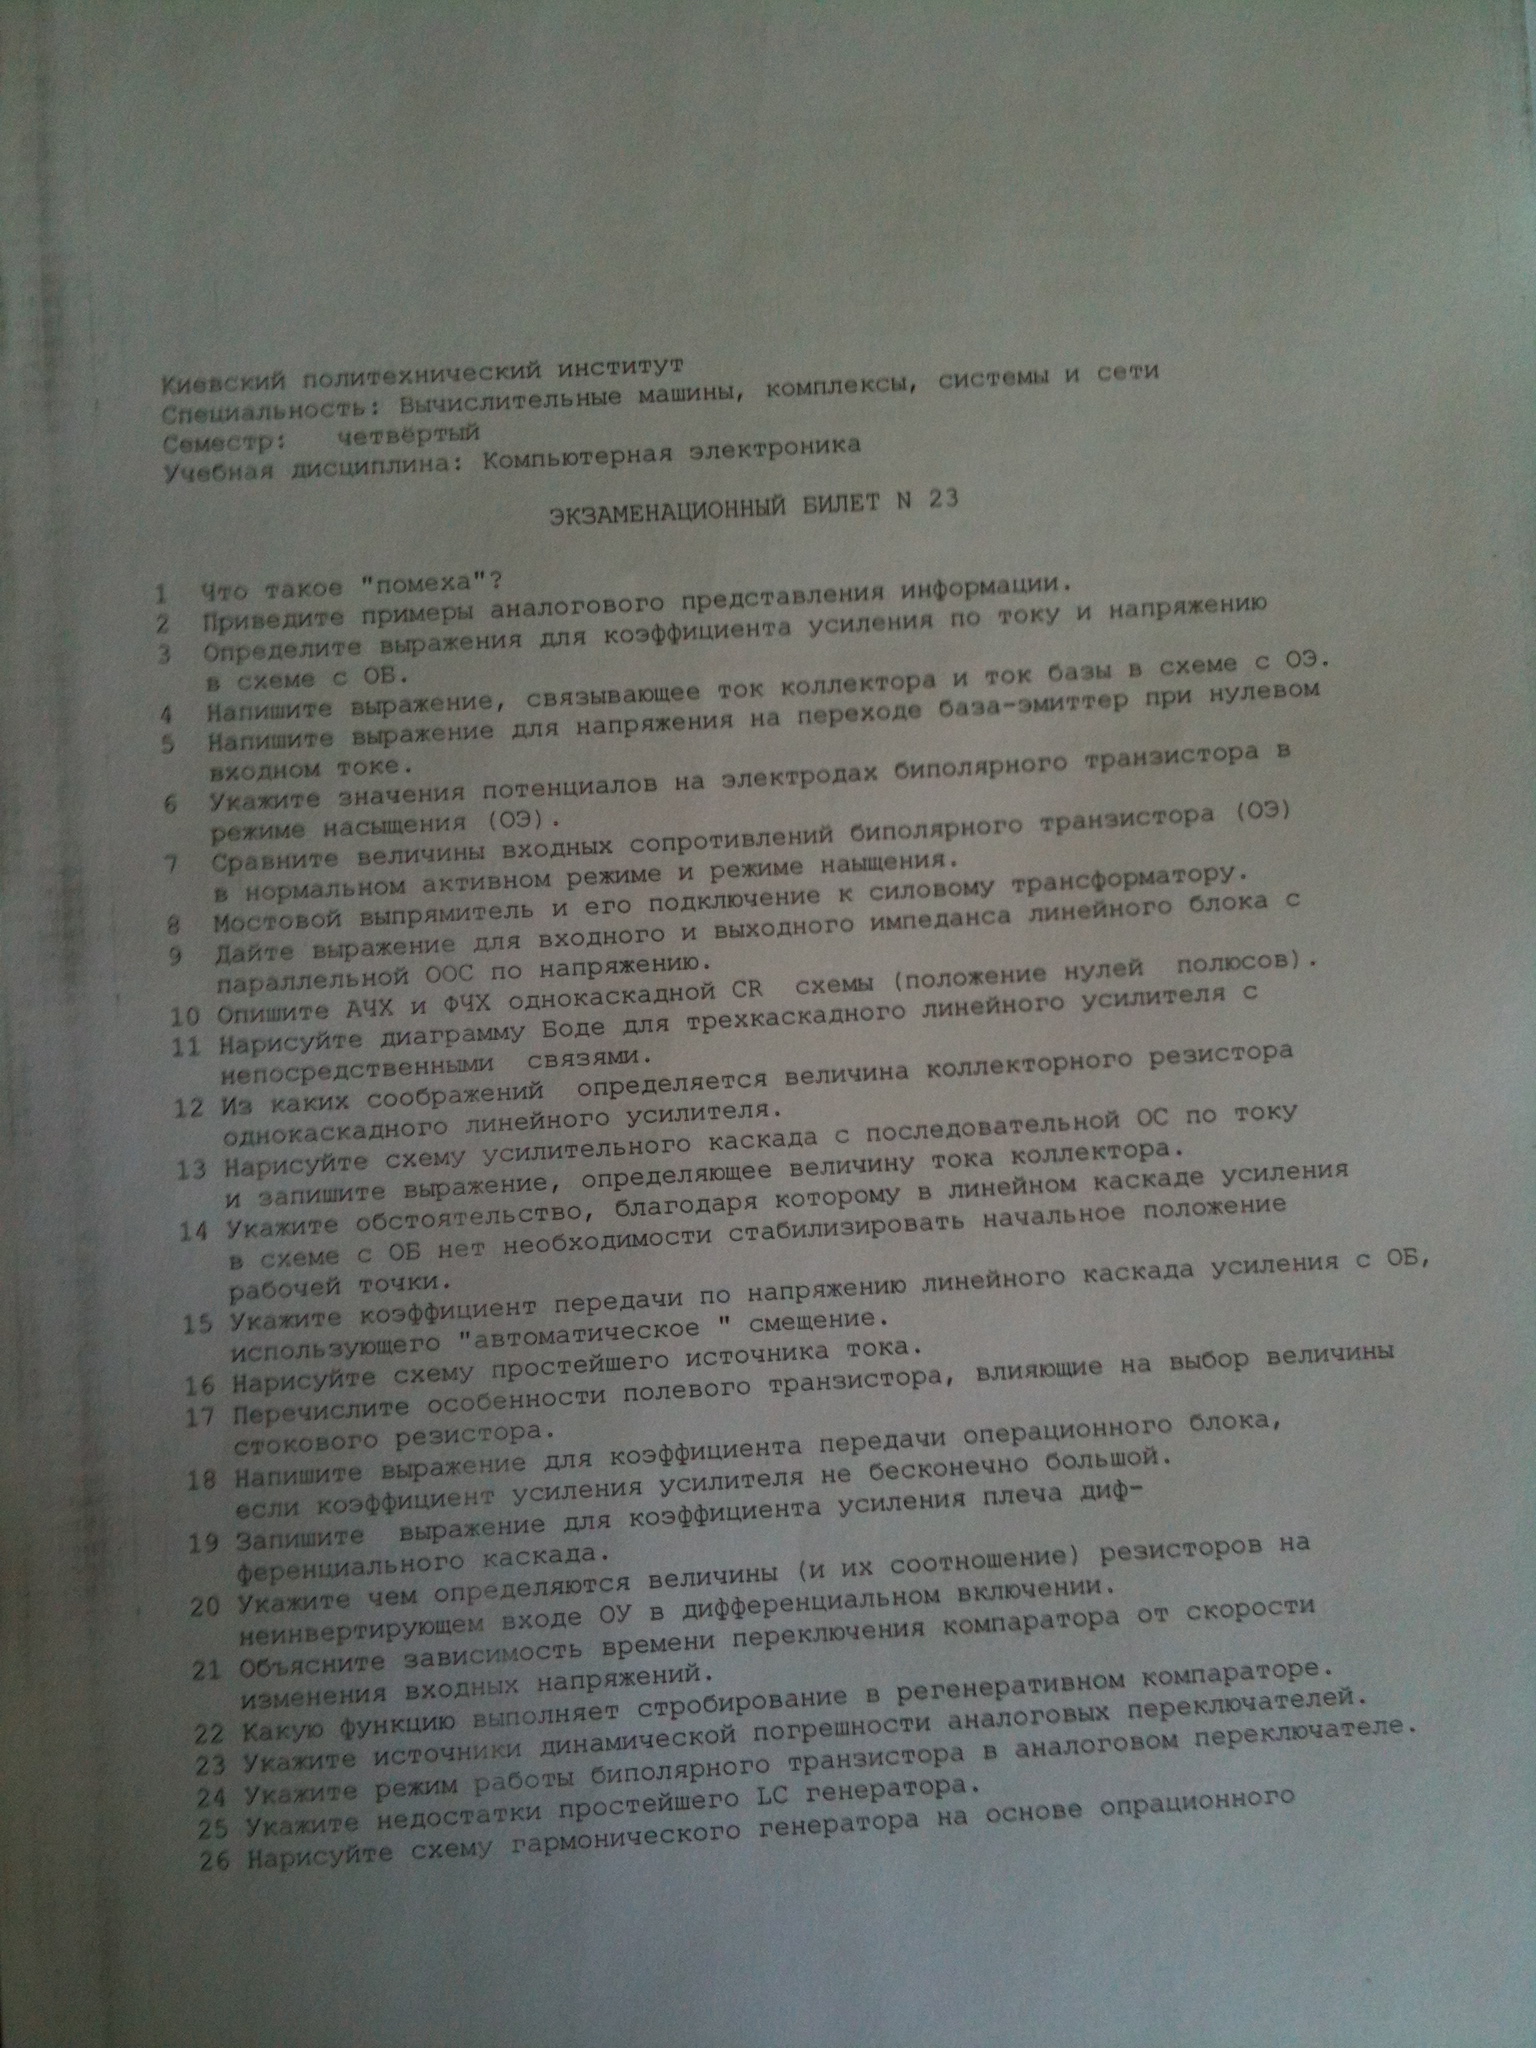 Киевский политехнический институт
Специальность: Вычислительные машины, комплексы, системы и сети
Семестр: четвёртый
Учебная дисциплина: Компьютерная электроника
ЭКЗАМЕНАЦИОННЫЙ БИЛЕТ N 23
1 Что такое "помеха"?
2 Приведите примеры аналогового представления информации.
3 Определите выражения для коэффициента усиления по току и напряжению
в схеме с ОБ.
4 Напишите выражение, связывающее ток коллектора и ток базы в схеме с ОЭ.
5 Напишите выражение для напряжения на переходе база-эмиттер при нулевом
входном токе.
6 Укажите значения потенциалов на электродах биполярного транзистора в
режиме насыщения (ОЭ).
7 Сравните величины входных сопротивлений биполярного транзистора (ОЭ)
в нормальном активном режиме и режиме наыщения.
8 Мостовой выпрямитель и его подключение к силовому трансформатору.
9 Дайте выражение для входного и выходного импеданса линейного блока с
параллельной ООС по напряжению.
10 Опишите АЧХ и ФЧХ однокаскадной CR схемы (положение нулей полюсов).
11 Нарисуйте диаграмму Боде для трехкаскадного линейного усилителя с
непосредственными связями.
12 Из каких соображений определяется величина коллекторного резистора
однокаскадного линейного усилителя.
13 Нарисуйте схему усилительного каскада с последовательной ОС по току
и запишите выражение, определяющее величину тока коллектора.
14 Укажите обстоятельство, благодаря которому в линейном каскаде усиления
в схеме с ОБ нет необходимости стабилизировать начальное положение
рабочей точки.
15 Укажите коэффициент передачи по напряжению линейного каскада усиления с ОБ,
использующего "автоматическое " смещение.
16 Нарисуйте схему простейшего источника тока.
17 Перечислите особенности полевого транзистора, влияющие на выбор величины
стокового резистора.
18 Напишите выражение для коэффициента передачи операционного блока,
если коэффициент усиления усилителя не бесконечно большой.
19 Запишите выражение для коэффициента усиления плеча диф-
ференциального каскада.
20 Укажите чем определяются величины (и их соотношение) резисторов на
неинвертирующем входе ОУ в дифференциальном включении.
21 Объясните зависимость времени переключения компаратора от скорости
изменения входных напряжений.
22 Какую функцию выполняет стробирование в регенеративном компараторе.
23 Укажите источники динамической погрешности аналоговых переключателей.
24 Укажите режим работы биполярного транзистора в аналоговом переключателе.
25 Укажите недостатки простейшего LC генератора.
26 Нарисуйте схему гармонического генератора на основе опрационного